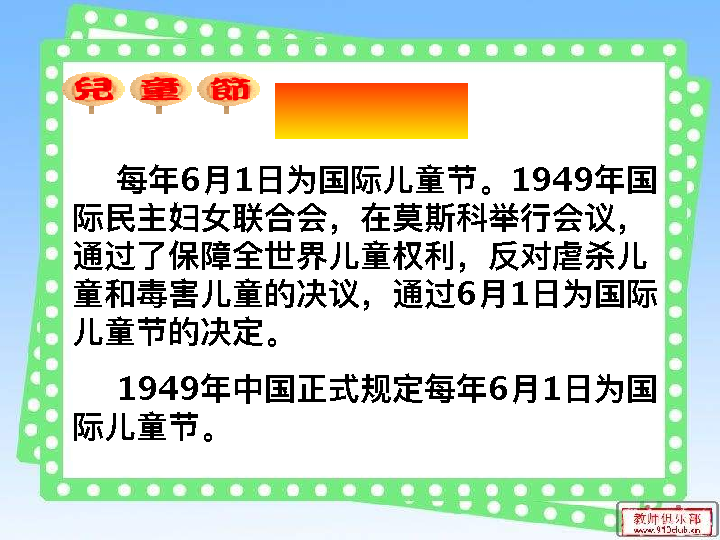 兒童節
每年6月1日为国际儿童节。1949年国
际民主妇女联合会，在莫斯科举行会议，
通过了保障全世界儿童权利，反对虐杀儿
童和毒害儿童的决议，通过6月1日为国际
儿童节的决定。
1949年中国正式规定每年6月1日为国
际儿童节。
教师俱乐部
www.910club.cn